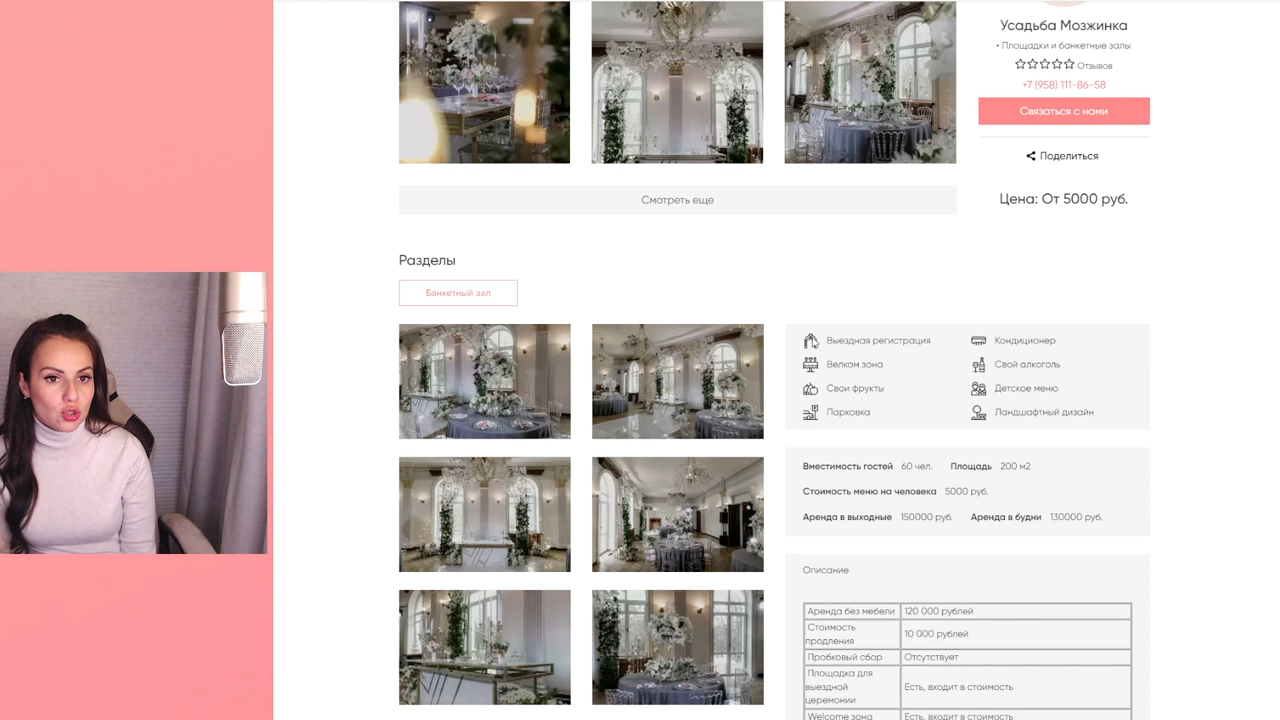 Усадьба Мозжинка
• Площадки и банкетные залы
Отзывов
+7 (958) 111-86-58
Связаться с нами
Поделиться
Смотреть еще
Цена: От 5000 руб.
Разделы
Банкетный зал
Выездная регистрация
Кондиционер
Велком зона
Свой алкоголь
Свои фрукты
Детское меню
Парковка
Ландшафтный дизайн
Вместимость гостей 60 чел. Площадь 200 м2
Стоимость меню на человека 5000 руб.
Аренда в выходные 150000 руб. Аренда в будни 130000 руб.
Описание
Аренда без мебели 120 000 рублей
Стоимость
продления
10 000 рублей
Пробковый сбор Отсутствует
Площадка для
выездной
церемонии
Есть, входит в стоимость
Welcome зона Есть, входит в стоимость